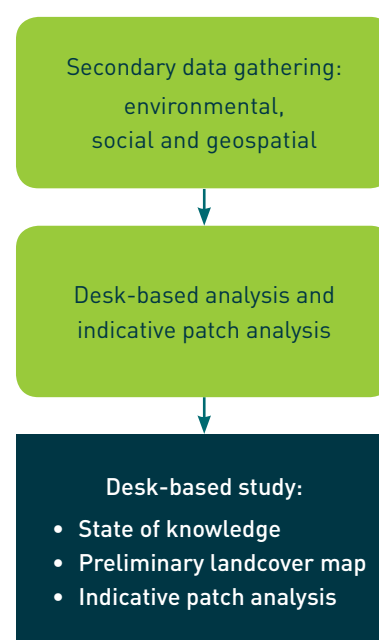 Secondary data gathering:
environmental,
social and geospatial
Desk-based analysis and
indicative patch analysis
Desk-based study:
• State of knowledge
• Preliminary landcover map
• Indicative patch analysis